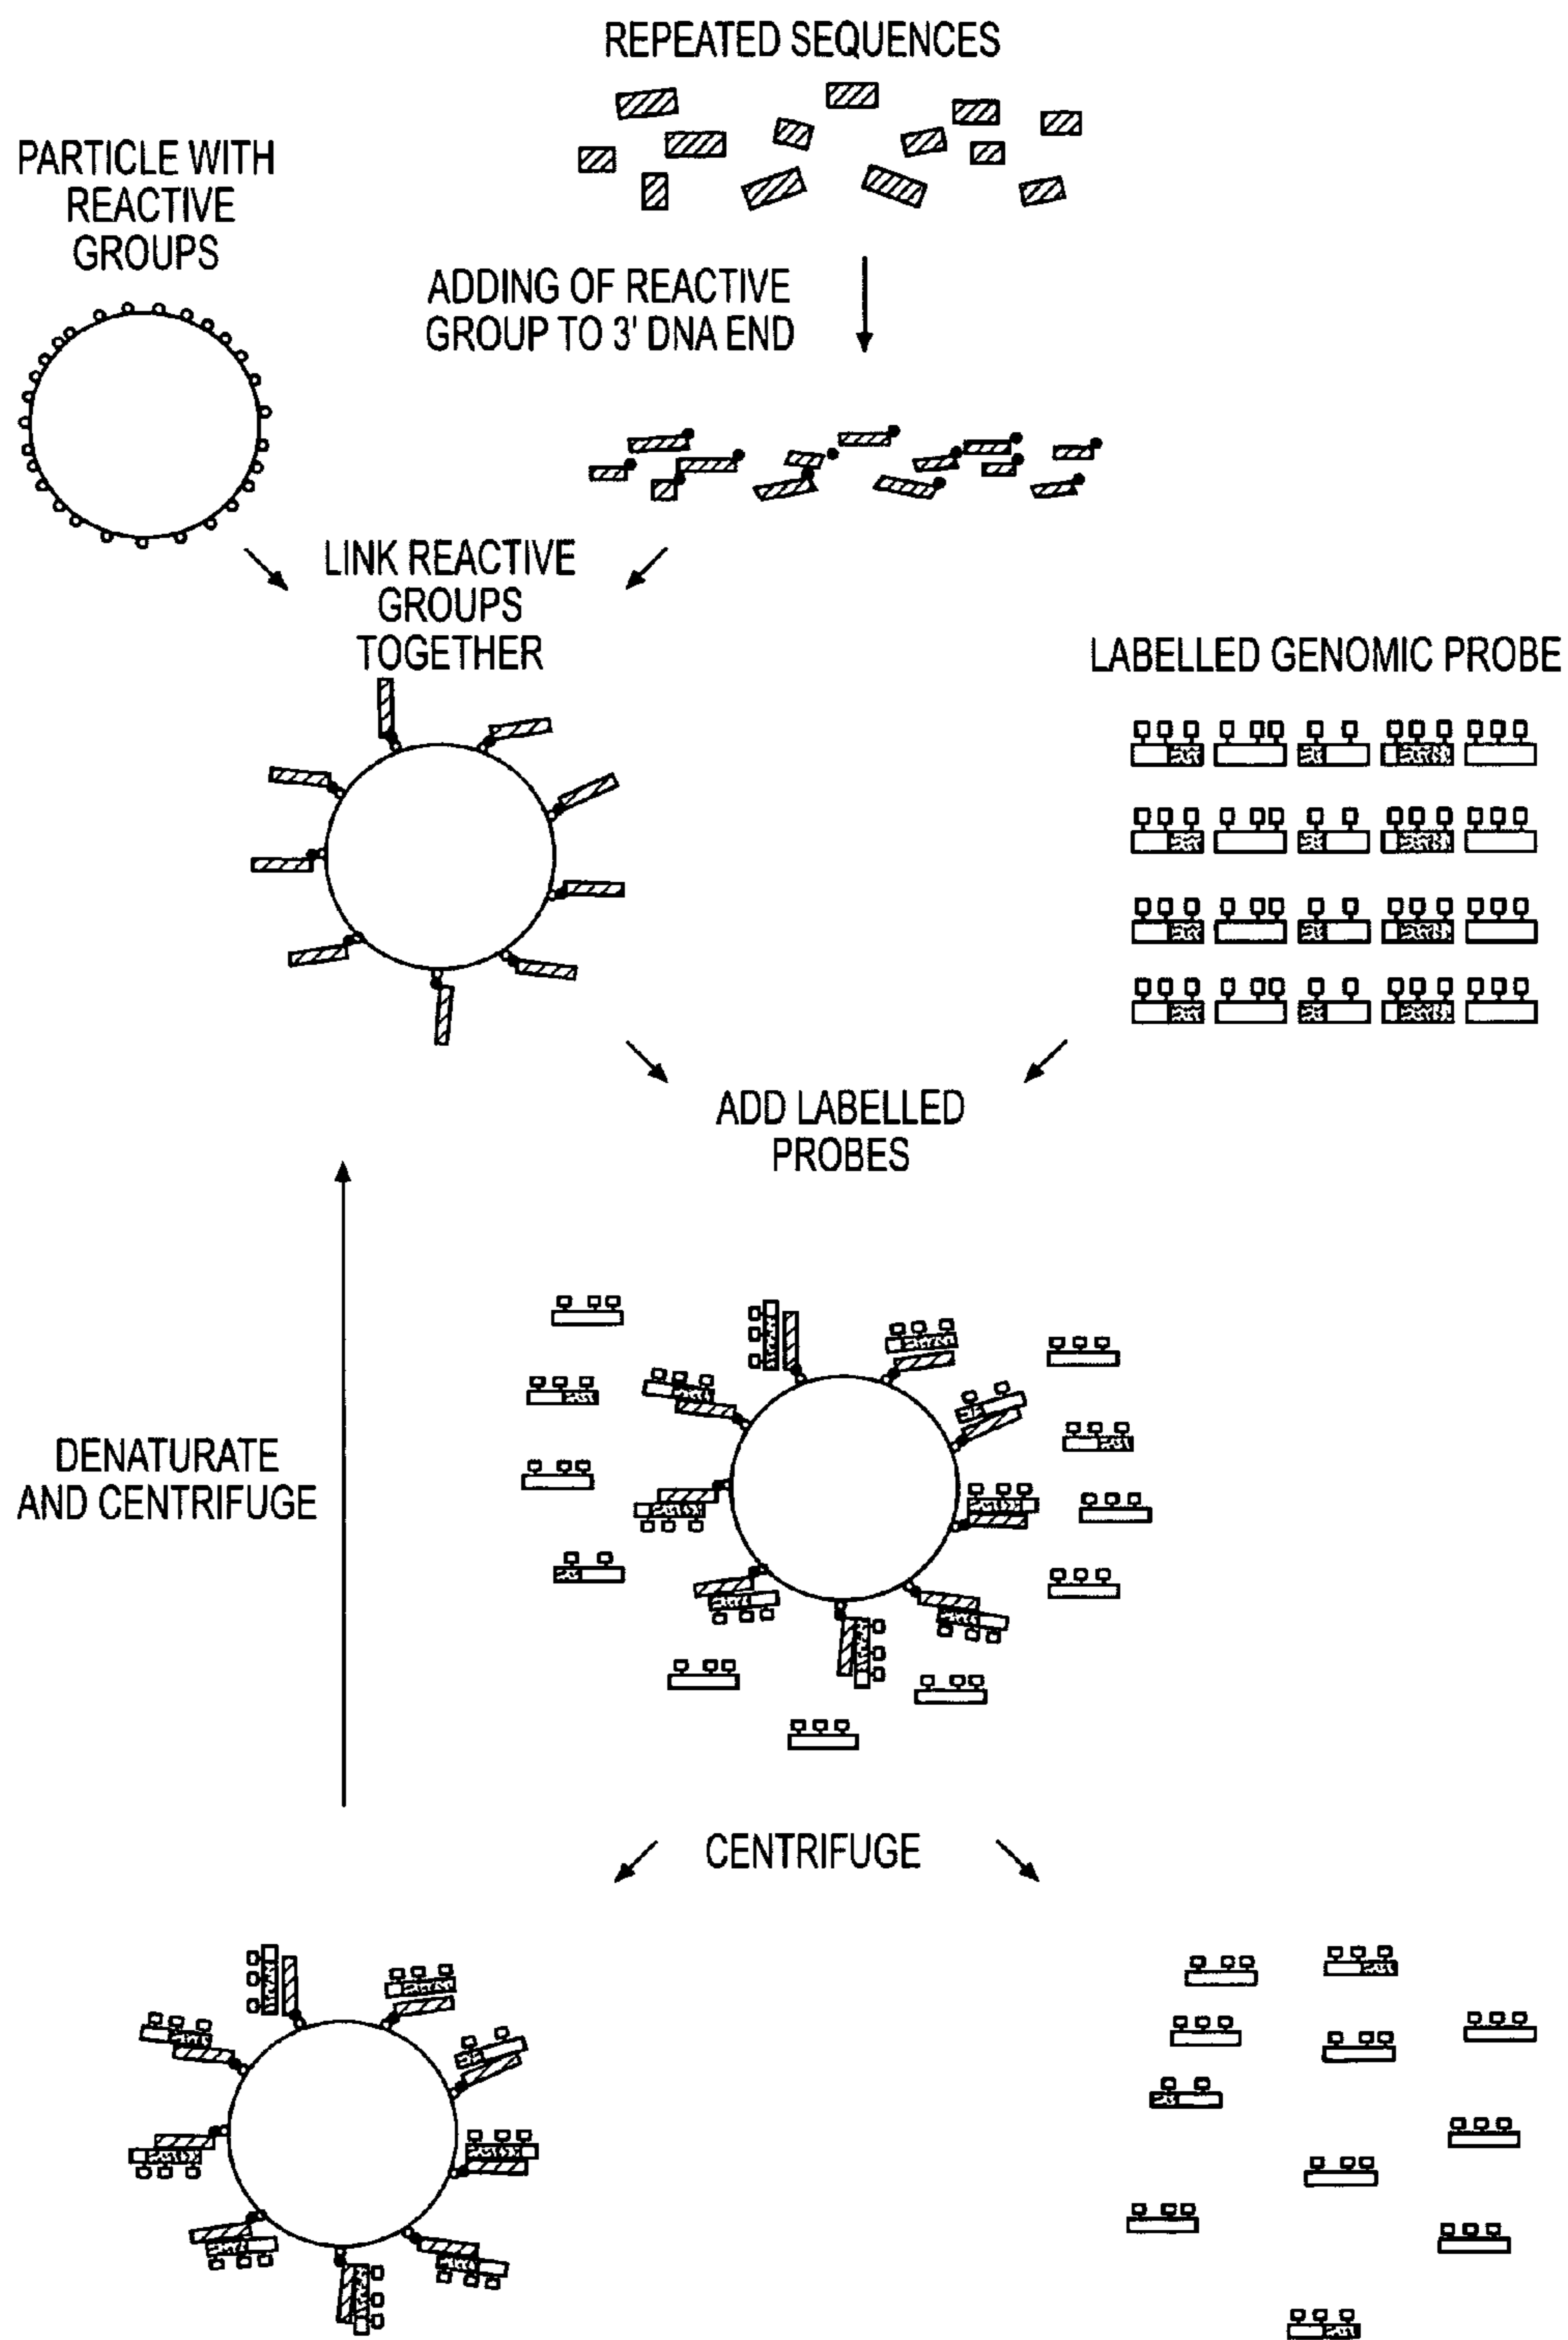 REPEATED SEQUENCES
PARTICLE WITH
REACTIVE
GROUPS
ADDING OF REACTIVE
GROUP TO 3' DNA END
LINK REACTIVE
GROUPS
TOGETHER
LABELLED GENOMIC PROBE
ADD LABELLED
PROBES
DENATURATE
AND CENTRIFUGE
CENTRIFUGE